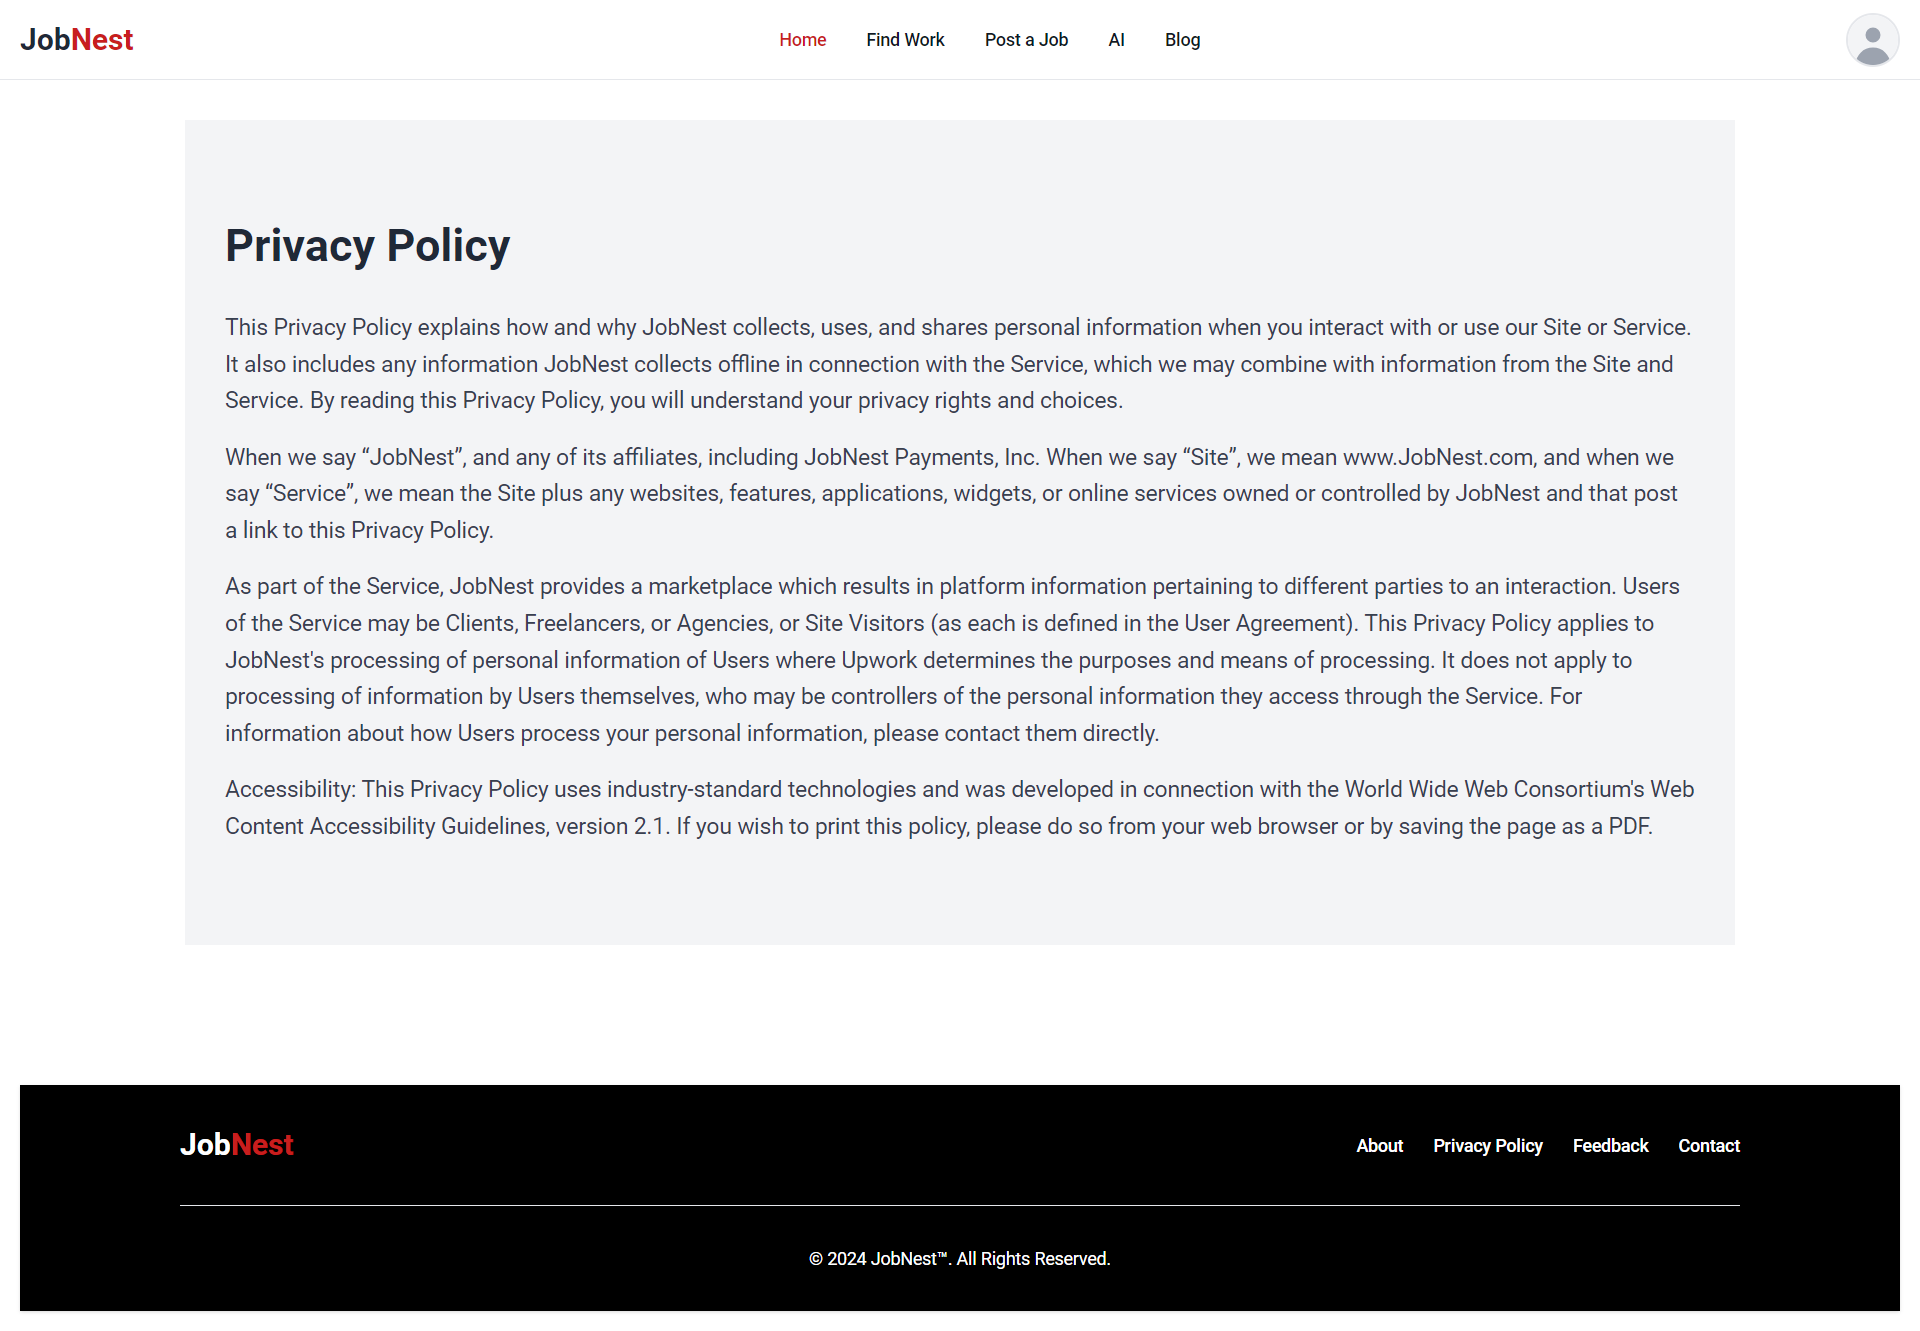 JobNest
Home Find Work Post a Job AI Blog
Privacy Policy
This Privacy Policy explains how and why JobNest collects, uses, and shares personal information when you interact with or use our Site or Service.
It also includes any information JobNest collects offline in connection with the Service, which we may combine with information from the Site and
Service. By reading this Privacy Policy, you will understand your privacy rights and choices.
When we say “JobNest”, and any of its affiliates, including JobNest Payments, Inc. When we say “Site”, we mean www.JobNest.com, and when we
say “Service”, we mean the Site plus any websites, features, applications, widgets, or online services owned or controlled by JobNest and that post
a link to this Privacy Policy.
As part of the Service, JobNest provides a marketplace which results in platform information pertaining to different parties to an interaction. Users
of the Service may be Clients, Freelancers, or Agencies, or Site Visitors (as each is defined in the User Agreement). This Privacy Policy applies to
JobNest's processing of personal information of Users where Upwork determines the purposes and means of processing. It does not apply to
processing of information by Users themselves, who may be controllers of the personal information they access through the Service. For
information about how Users process your personal information, please contact them directly.
Accessibility: This Privacy Policy uses industry-standard technologies and was developed in connection with the World Wide Web Consortium's Web
Content Accessibility Guidelines, version 2.1. If you wish to print this policy, please do so from your web browser or by saving the page as a PDF.
JobNest
About Privacy Policy Feedback Contact
© 2024 JobNest™. All Rights Reserved.